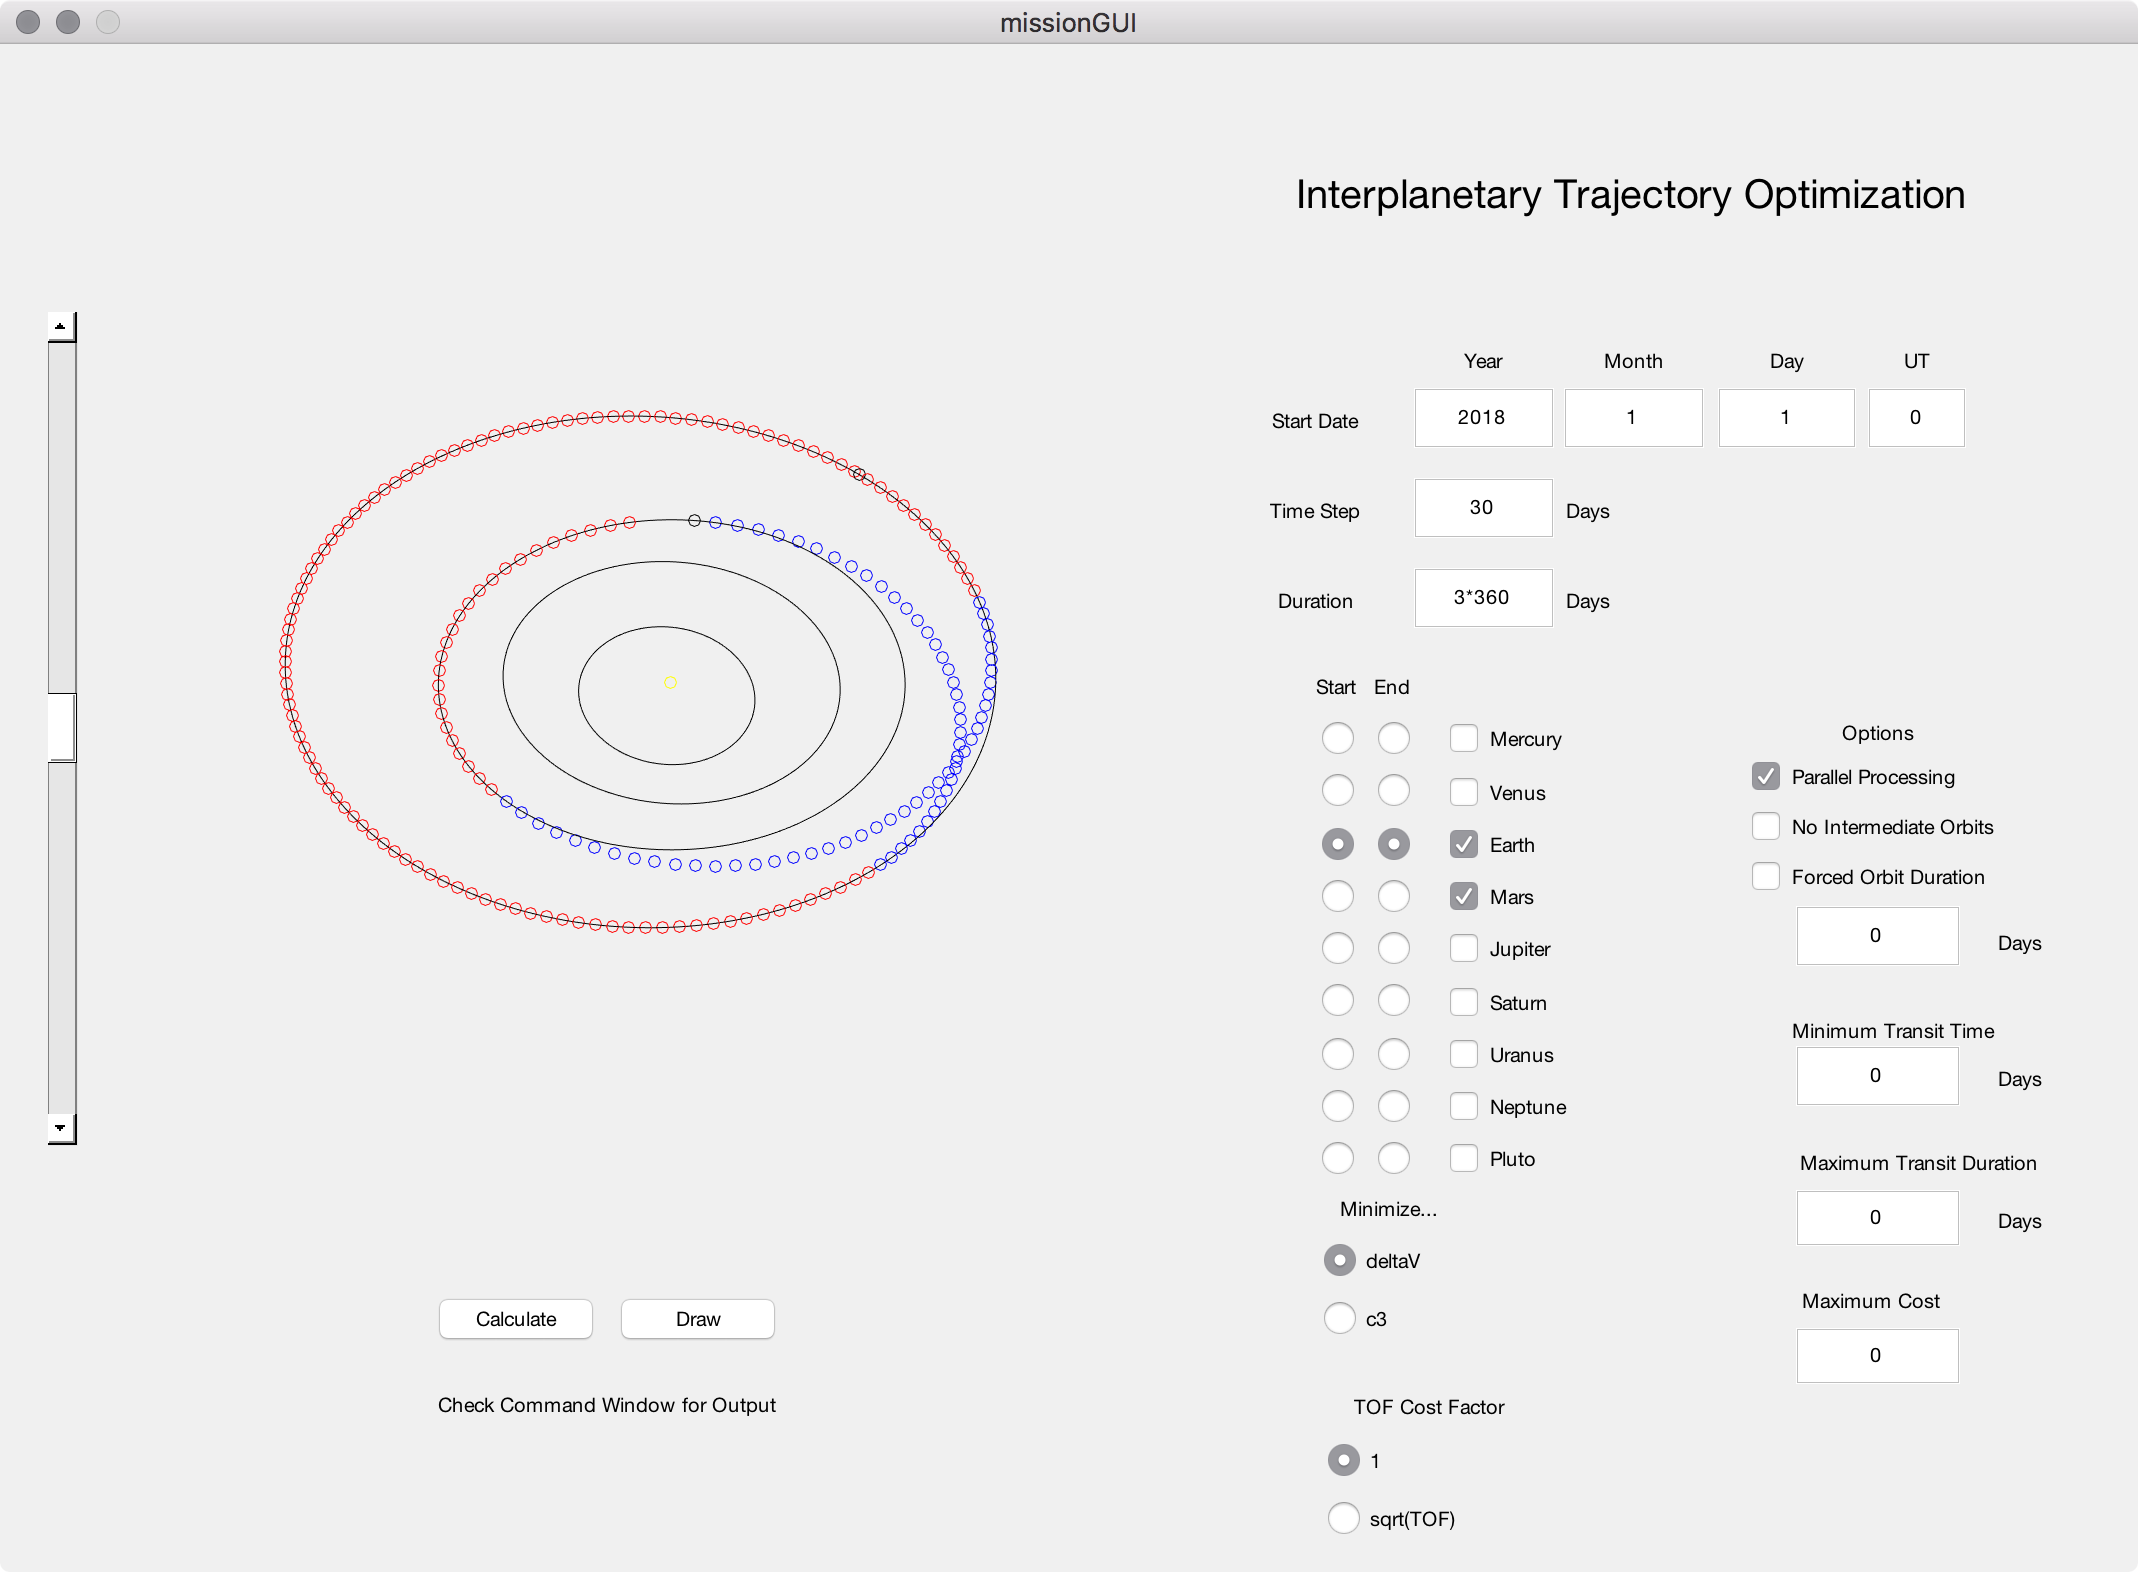 missionGUI
Interplanetary Trajectory Optimization
Year Month Day UT
Start Date 2018 1 1 0
Time Step 30 Days
Duration 3*360 Days
Start End
Mercury
Venus
Earth
Mars
Jupiter
Saturn
Uranus
Neptune
Pluto
Options
Parallel Processing
No Intermediate Orbits
Forced Orbit Duration
0 Days
Minimum Transit Time
0 Days
Maximum Transit Duration
0 Days
Maximum Cost
0
Minimize...
deltaV
c3
TOF Cost Factor
1
sqrt(TOF)
Calculate Draw
Check Command Window for Output